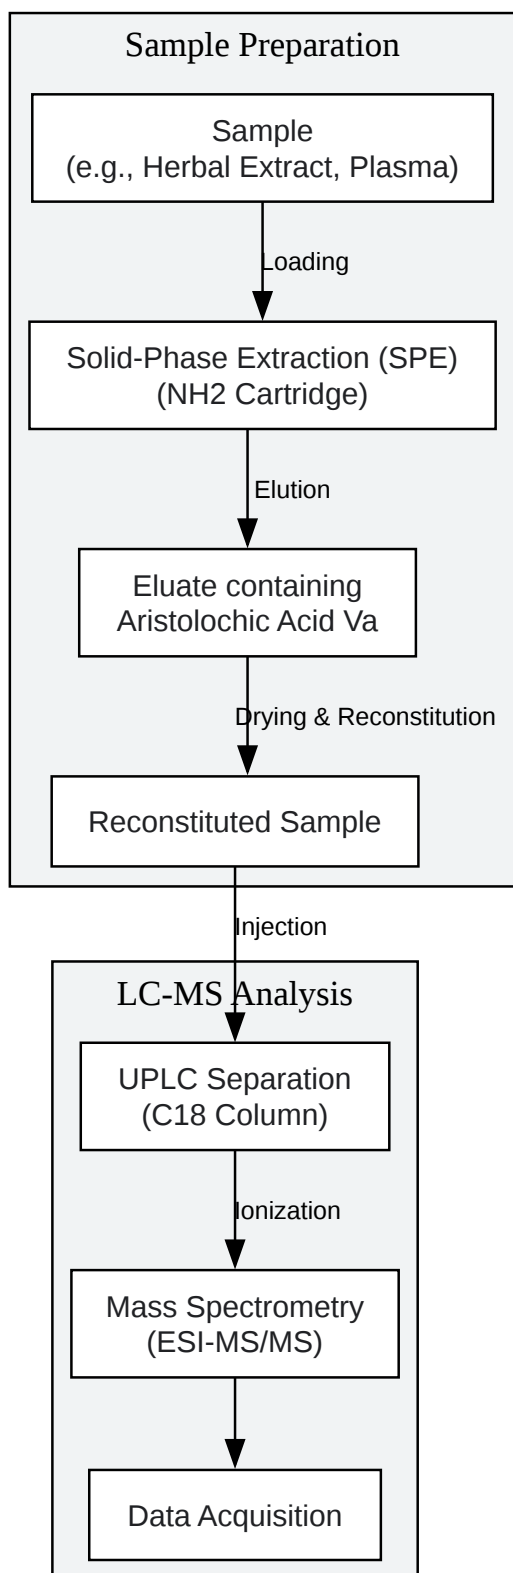 Sample Preparation
Sample
(e.g., Herbal Extract, Plasma)
Loading
Solid-Phase Extraction (SPE)
(NH2 Cartridge)
Elution
Eluate containing
Aristolochic Acid Va
Drying & Reconstitution
Reconstituted Sample
Injection
LC-MS Analysis
UPLC Separation
(C18 Column)
Ionization
Mass Spectrometry
(ESI-MS/MS)
Data Acquisition